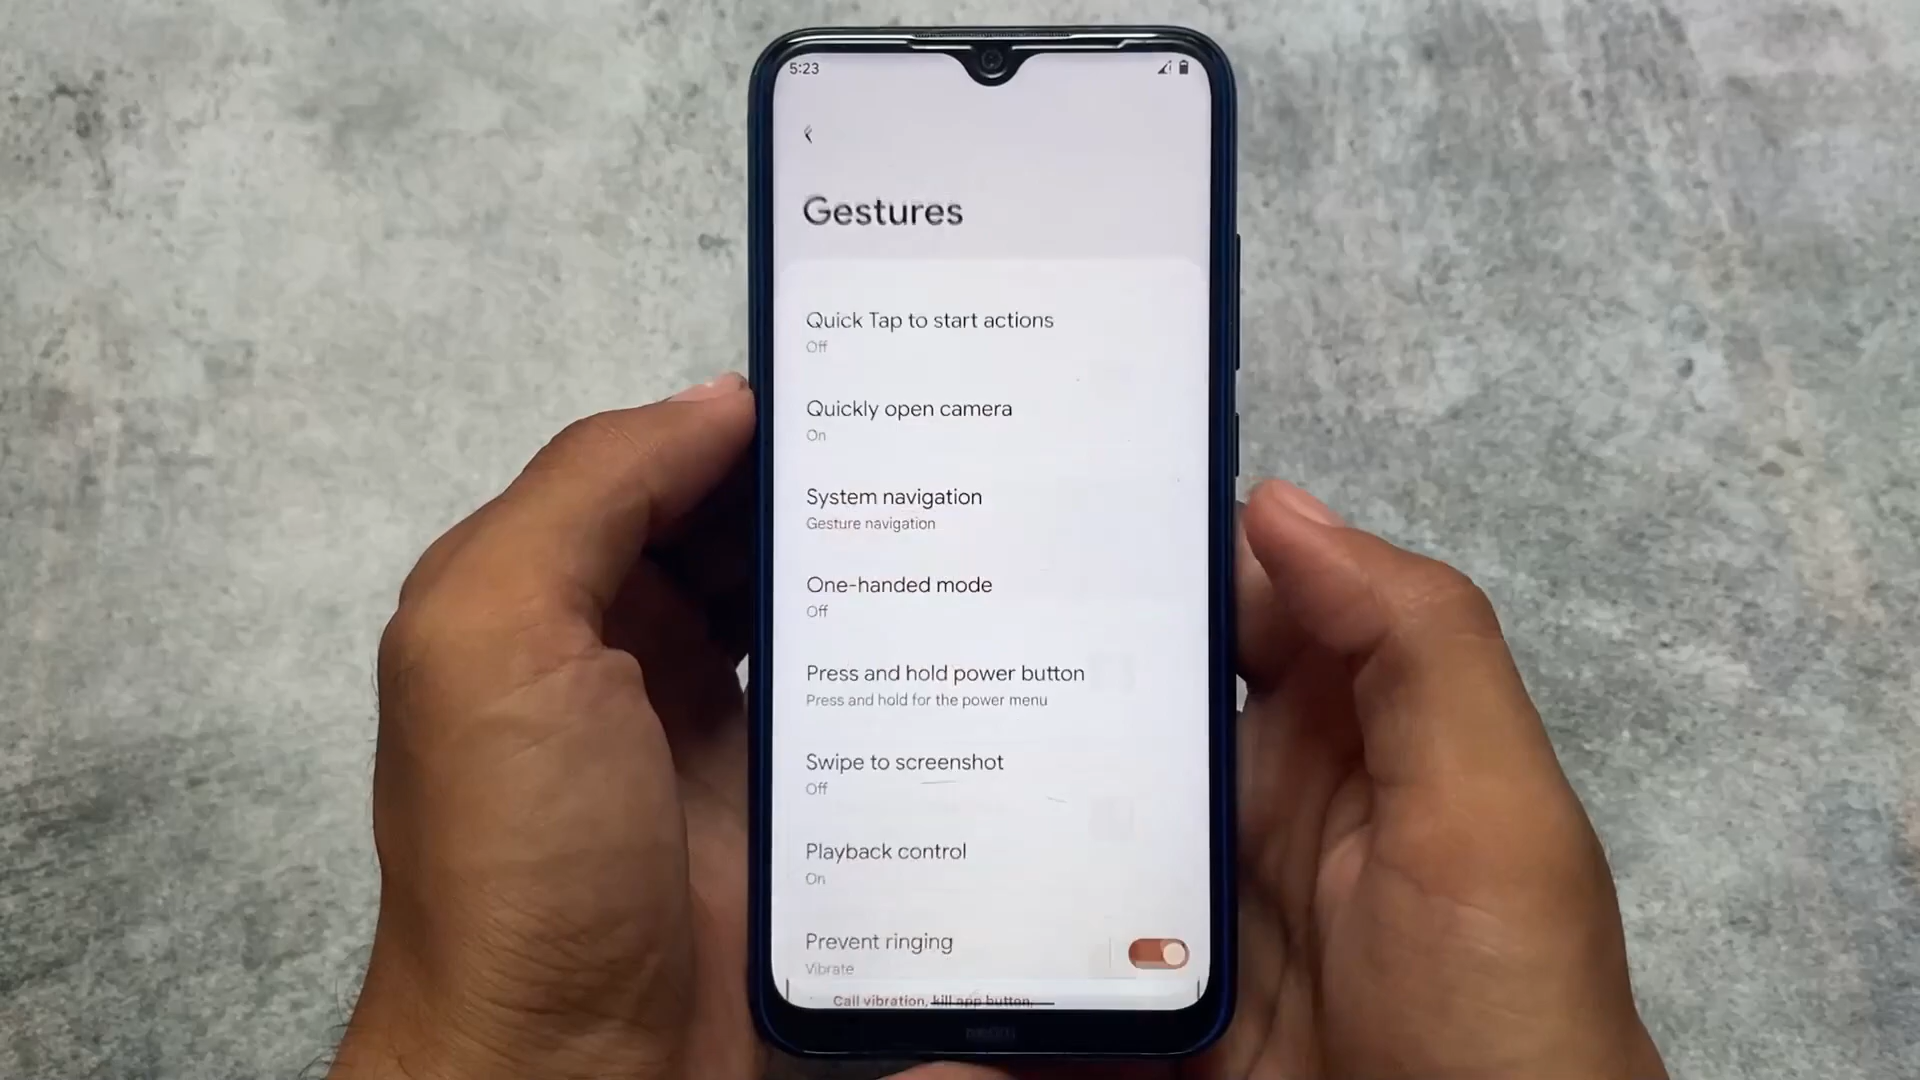 5:23
Gestures
Quick Tap to start actions
Off
Quickly open camera
On
System navigation
Gesture navigation
One-handed mode
Off
Press and hold power button
Press and hold for the power menu
Swipe to screenshot
Off
Playback control
On
Prevent ringing
Vibrate
Call vibration, kill app button,